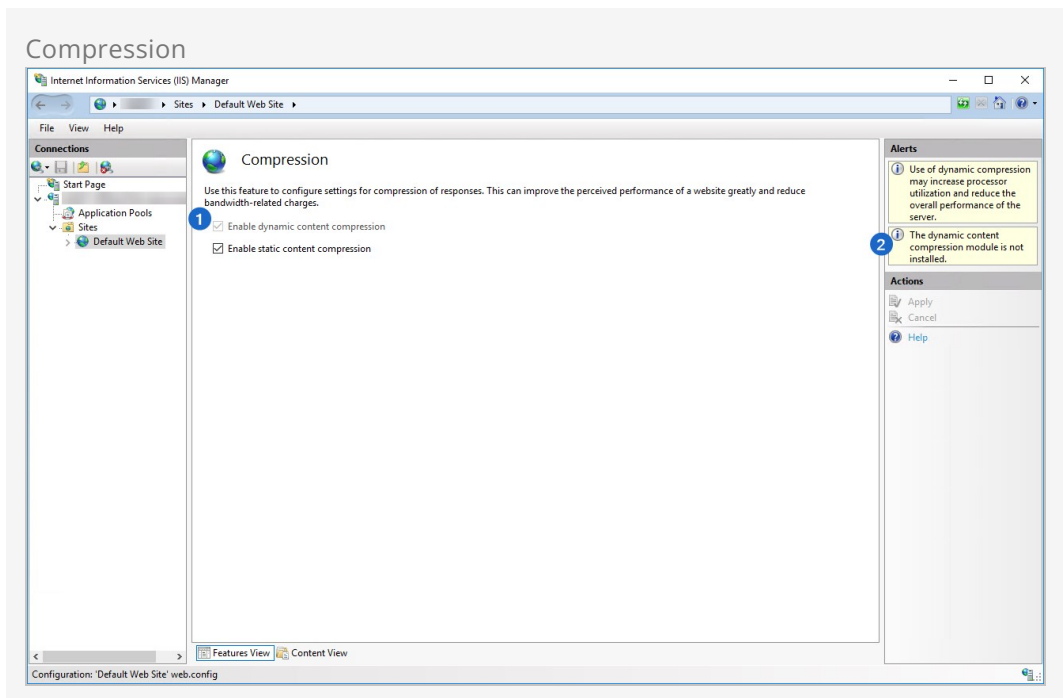 Compression
Internet Information Services (IIS) Manager
Sites
Default Web Site
File View Help
Connections
Start Page
Application Pools
Sites
Default Web Site
Compression
Use this feature to configure settings for compression of responses. This can improve the perceived performance of a website greatly and reduce
bandwidth-related charges.
1
Enable dynamic content compression
Enable static content compression
Features View Content View
Alerts
Use of dynamic compression
may increase processor
utilization and reduce the
overall performance of the
server.
2
The dynamic content
compression module is not
installed.
Actions
Apply
Cancel
Help
Configuration: 'Default Web Site' web.config